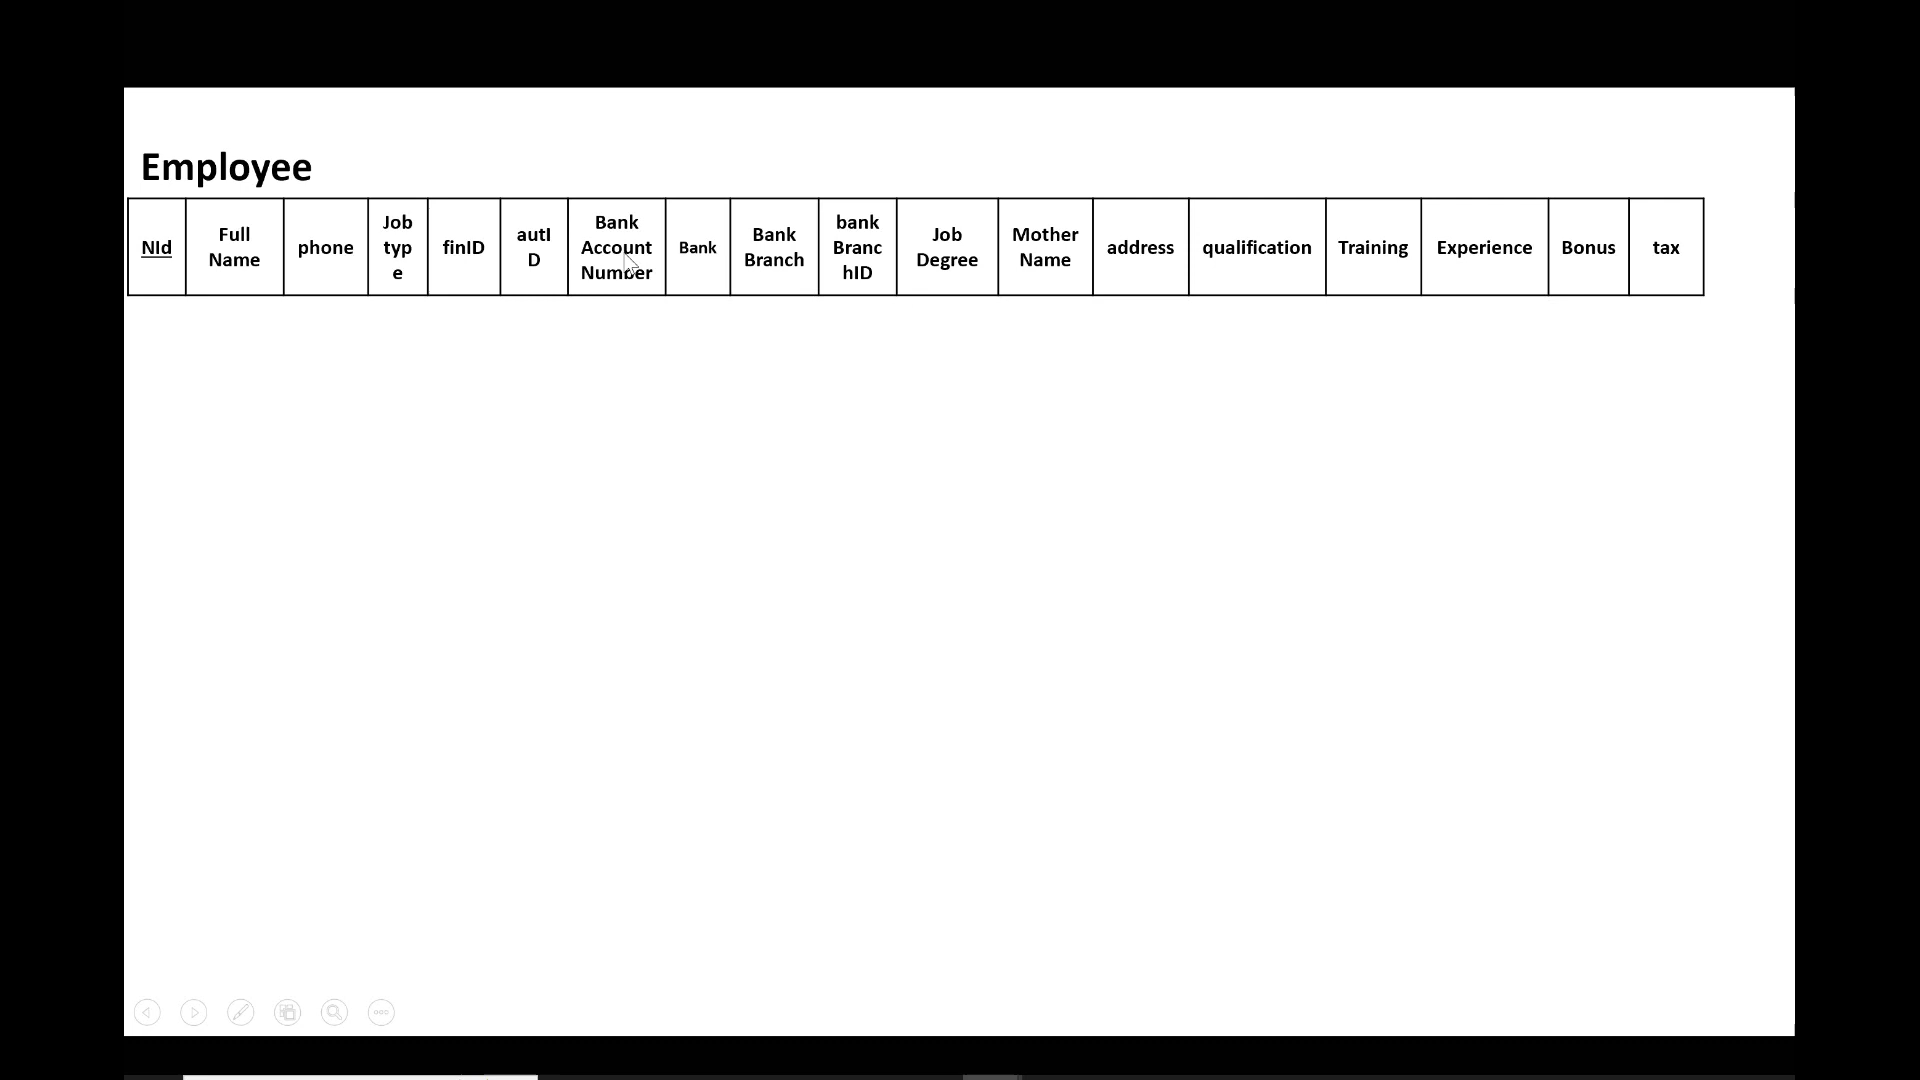 Employee
NId
Full
Name
phone
Job
typ
e
finID
autI
D
Bank
Account
Number
Bank
Bank
Branch
bank
Branc
hID
Job
Degree
Mother
Name
address
qualification
Training
Experience
Bonus
tax